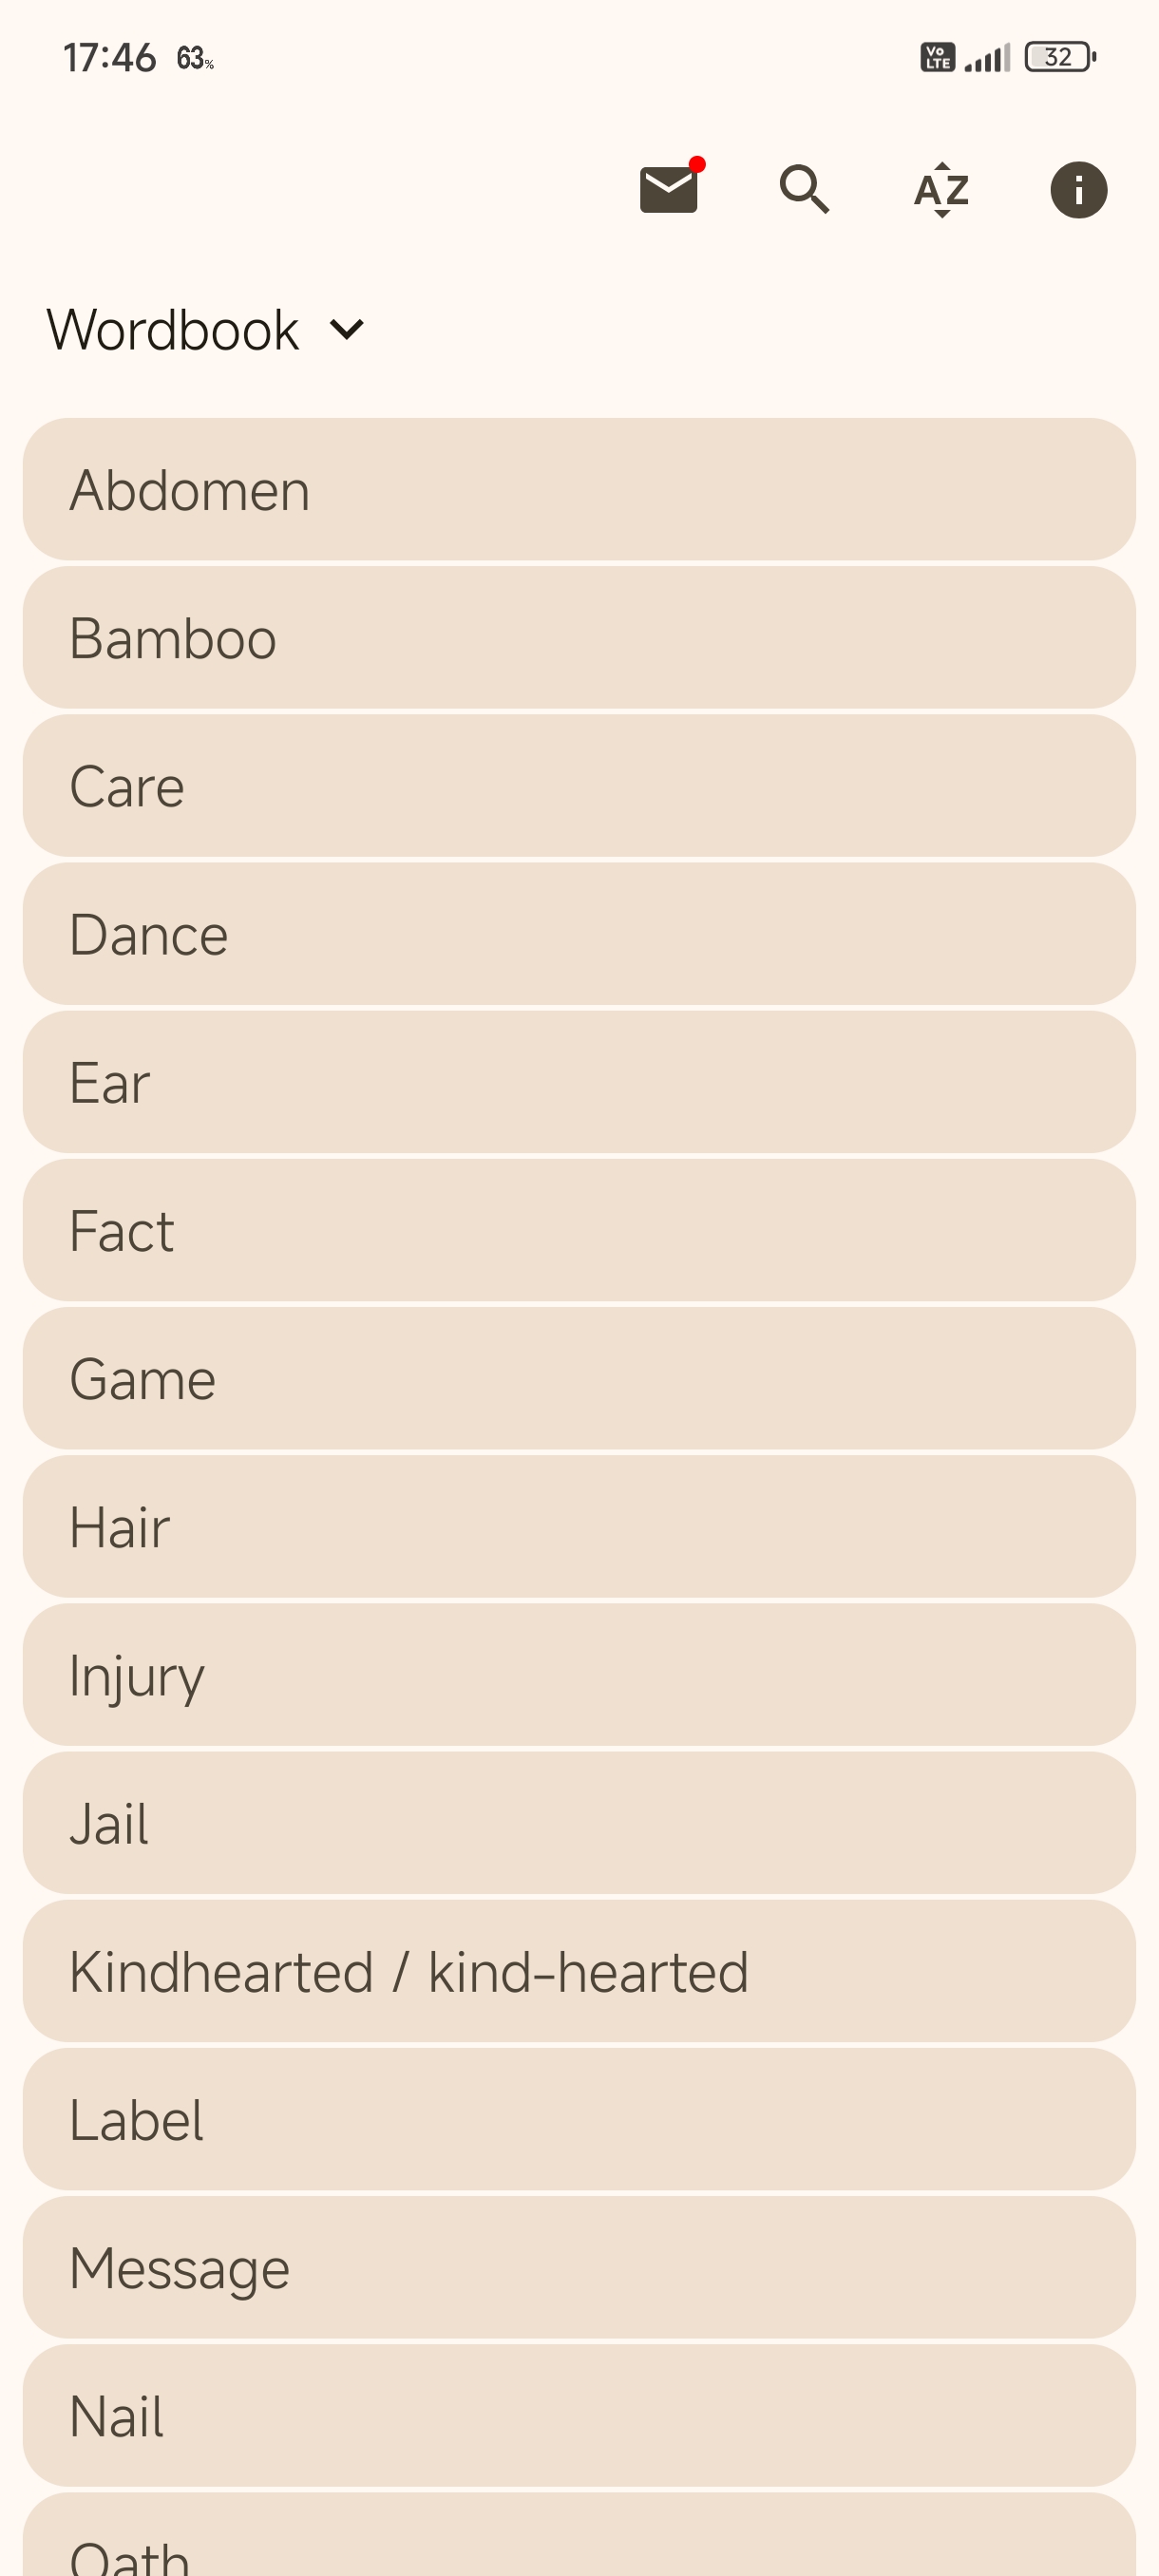 17:46 63%
Vo LTE 32
AZ
Wordbook
Abdomen
Bamboo
Care
Dance
Ear
Fact
Game
Hair
Injury
Jail
Kindhearted / kind-hearted
Label
Message
Nail
Oath